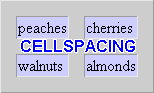 peaches cherries
CELLSPACING
walnuts almonds